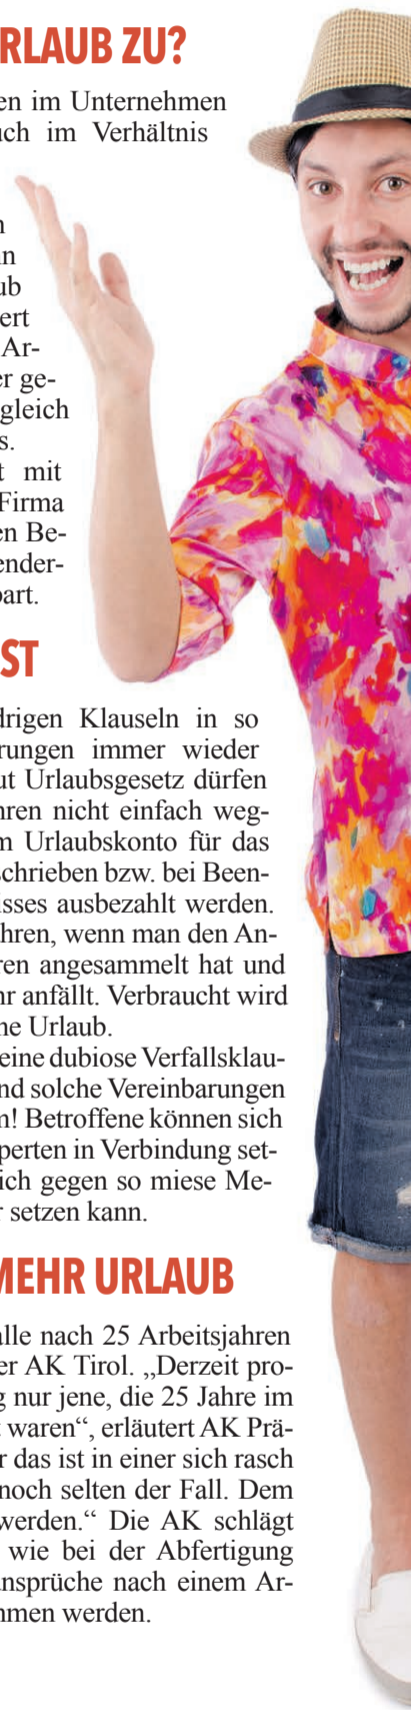 RLAUB ZU?
en im Unternehmen
uch im Verhältnis
n
in
ub
ert
Ar-
er ge-
gleich
s.
t mit
Firma
en Be-
ender-
bart.
ST
drigen Klauseln in so
rungen immer wieder
ut Urlaubsgesetz dürfen
hren nicht einfach weg-
m Urlaubskonto für das
schrieben bzw. bei Been-
isses ausbezahlt werden.
hren, wenn man den An-
ren angesammelt hat und
hr anfällt. Verbraucht wird
he Urlaub.
eine dubiose Verfallsklau-
nd solche Vereinbarungen
m! Betroffene können sich
perten in Verbindung set-
ich gegen so miese Me-
r setzen kann.
MEHR URLAUB
alle nach 25 Arbeitsjahren
er AK Tirol. „Derzeit pro-
g nur jene, die 25 Jahre im
t waren“, erläutert AK Prä-
r das ist in einer sich rasch
noch selten der Fall. Dem
werden.“ Die AK schlägt
wie bei der Abfertigung
nsprüche nach einem Ar-
mmen werden.